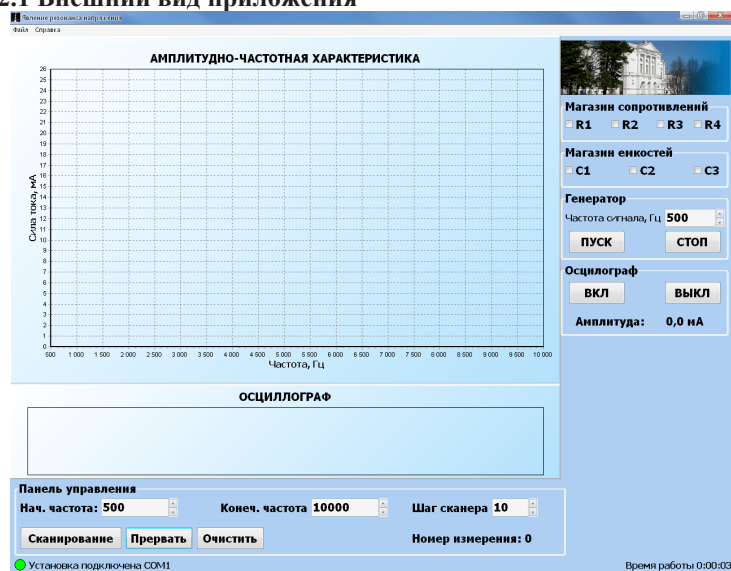 2.1 Внешний вид приложения
Явление резонанса напряжения
Файл Справка
АМПЛИТУДНО-ЧАСТОТНАЯ ХАРАКТЕРИСТИКА
26
25
24
23
22
21
20
19
18
17
16
15
14
13
12
11
10
9
8
7
6
5
4
3
2
1
0
Сила тока, мА
500 1 000 1 500 2 000 2 500 3 000 3 500 4 000 4 500 5 000 5 500 6 000 6 500 7 000 7 500 8 000 8 500 9 000 9 500 10 000
Частота, Гц
ОСЦИЛЛОГРАФ
Магазин сопротивлений
R1 R2 R3 R4
Магазин емкостей
C1 C2 C3
Генератор
Частота сигнала, Гц 500
ПУСК СТОП
Осцилограф
ВКЛ ВЫКЛ
Амплитуда: 0,0 мА
Панель управления
Нач. частота: 500 Конеч. частота 10000 Шаг сканера 10
Сканирование Прервать Очистить Номер измерения: 0
Установка подключена COM1 Время работы 0:00:03